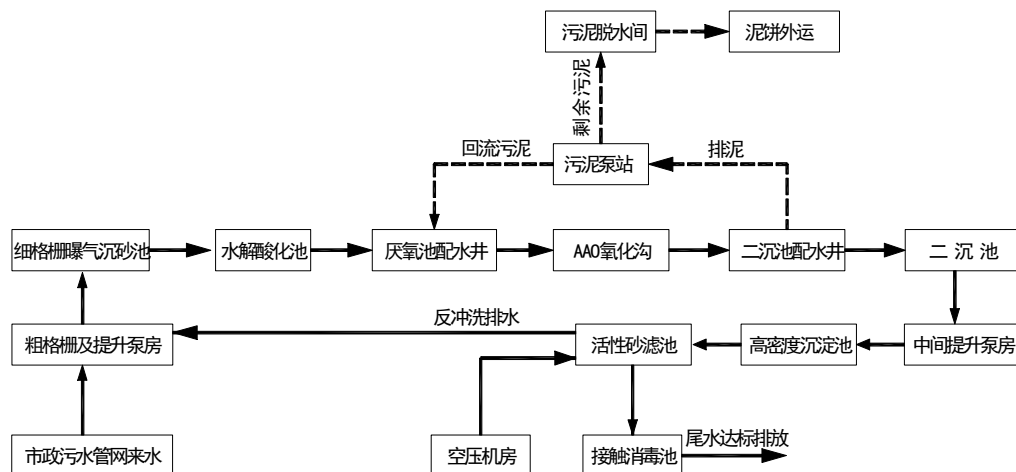 污泥脱水间
泥饼外运
剩余污泥
回流污泥
污泥泵站
排泥
细格栅曝气沉砂池
水解酸化池
厌氧池配水井
AAO氧化沟
二沉池配水井
二沉池
反冲洗排水
粗格栅及提升泵房
活性砂滤池
高密度沉淀池
中间提升泵房
市政污水管网来水
空压机房
接触消毒池
尾水达标排放